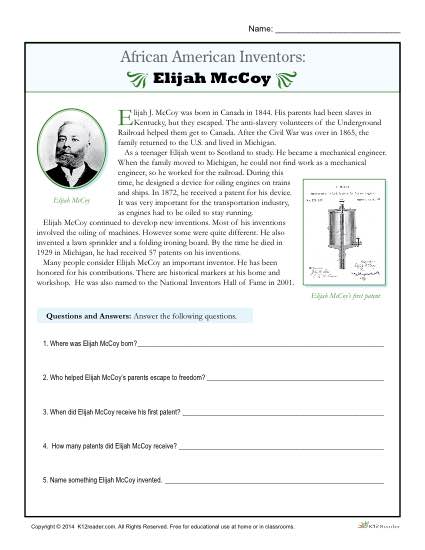 Name:
African American Inventors:
Elijah McCoy
Elijah J. McCoy was born in Canada in 1844. His parents had been slaves in
Kentucky, but they escaped. The anti-slavery volunteers of the Underground
Railroad helped them get to Canada. After the Civil War was over in 1865, the
family returned to the U.S. and lived in Michigan.
As a teenager Elijah went to Scotland to study. He became a mechanical engineer.
When the family moved to Michigan, he could not find work as a mechanical
engineer, so he worked for the railroad. During this
time, he designed a device for oiling engines on trains
and ships. In 1872, he received a patent for his device.
It was very important for the transportation industry,
as engines had to be oiled to stay running.
Elijah McCoy continued to develop new inventions. Most of his inventions
involved the oiling of machines. However some were quite different. He also
invented a lawn sprinkler and a folding ironing board. By the time he died in
1929 in Michigan, he had received 57 patents on his inventions.
Many people consider Elijah McCoy an important inventor. He has been
honored for his contributions. There are historical markers at his home and
workshop. He was also named to the National Inventors Hall of Fame in 2001.
Elijah McCoy
Elijah McCoy's first patent
Questions and Answers: Answer the following questions.
1. Where was Elijah McCoy born?
2. Who helped Elijah McCoy's parents escape to freedom?
3. When did Elijah McCoy receive his first patent?
4. How many patents did Elijah McCoy receive?
5. Name something Elijah McCoy invented.
Copyright © 2014 K12reader.com. All Rights Reserved. Free for educational use at home or in classrooms.
K12Reader